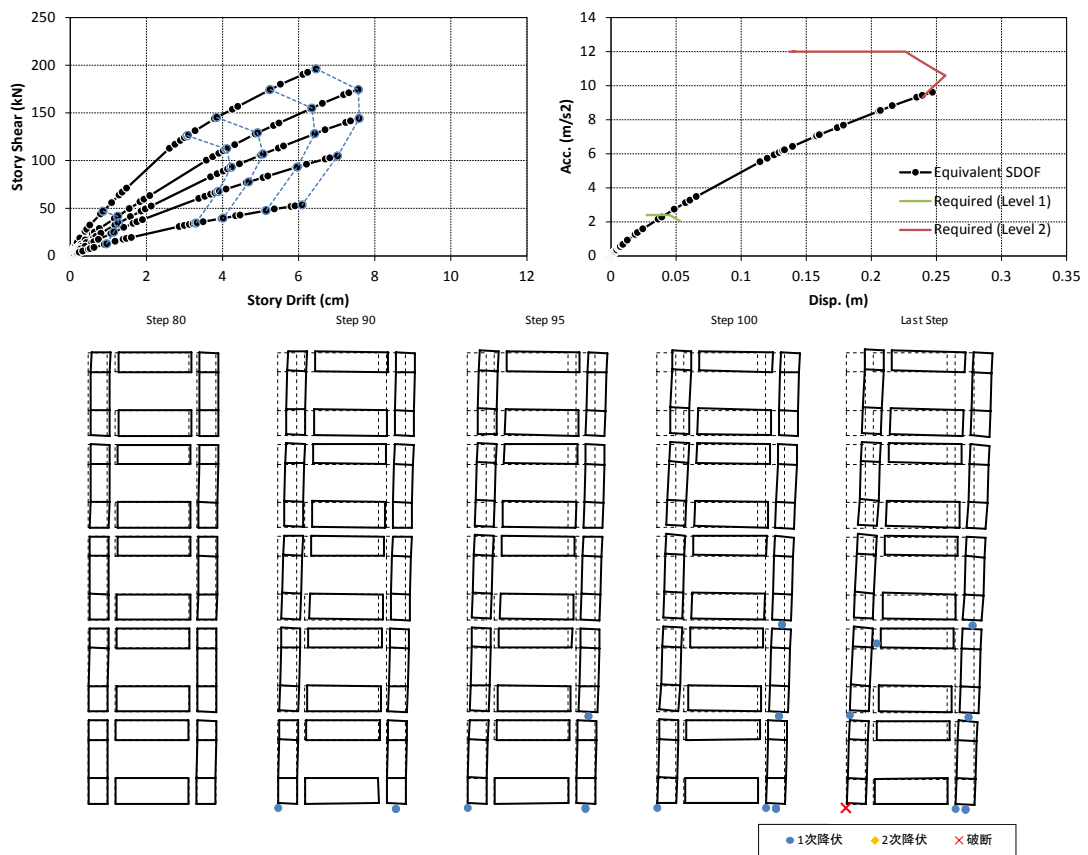 250
200
150
100
50
0
Story Shear (kN)
0 2 4 6 8 10 12
Story Drift (cm)
14
12
10
8
6
4
2
0
Acc. (m/s2)
0 0.05 0.1 0.15 0.2 0.25 0.3 0.35
Disp. (m)
Equivalent SDOF
Required (Level 1)
Required (Level 2)
Step 80 Step 90 Step 95 Step 100 Last Step
1次降伏 2次降伏 破断